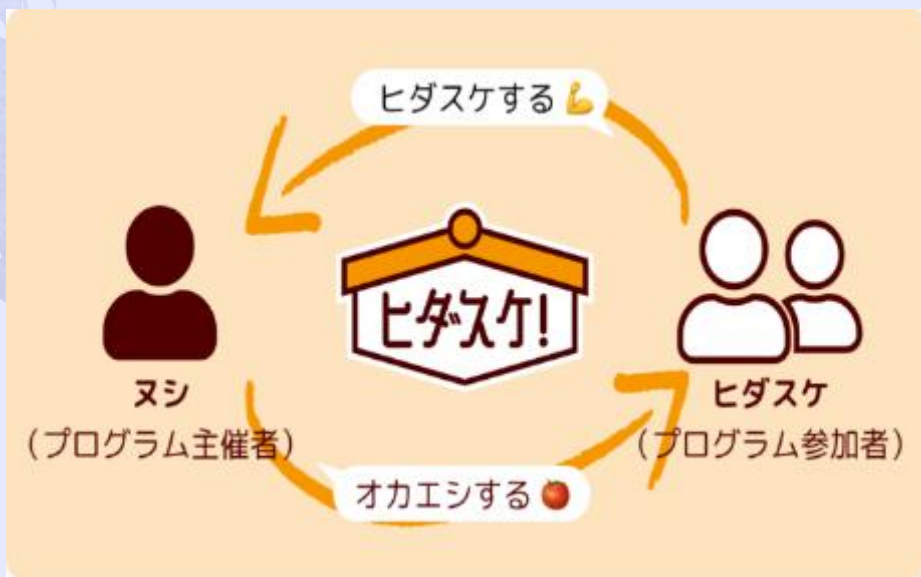 ヒダスケする💪
ヒダスケ!
ヌシ
(プログラム主催者)
ヒダスケ
(プログラム参加者)
オカエシする🍎